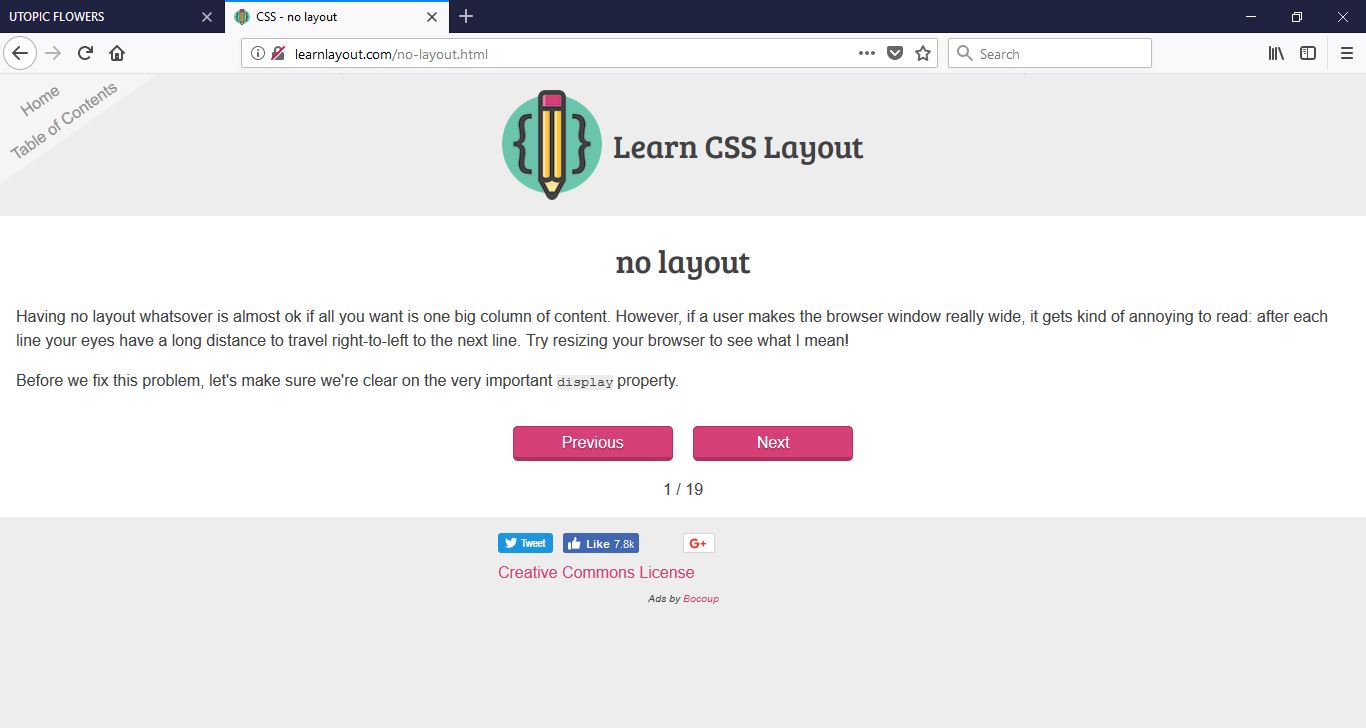 UTOPIC FLOWERS
CSS - no layout
learnlayout.com/no-layout.html
Search
Home
Table of Contents
Learn CSS Layout
no layout
Having no layout whatsover is almost ok if all you want is one big column of content. However, if a user makes the browser window really wide, it gets kind of annoying to read: after each
line your eyes have a long distance to travel right-to-left to the next line. Try resizing your browser to see what I mean!
Before we fix this problem, let's make sure we're clear on the very important display property.
Previous
Next
1 / 19
Tweet
Like 7.8k
G+
Creative Commons License
Ads by Bocoup